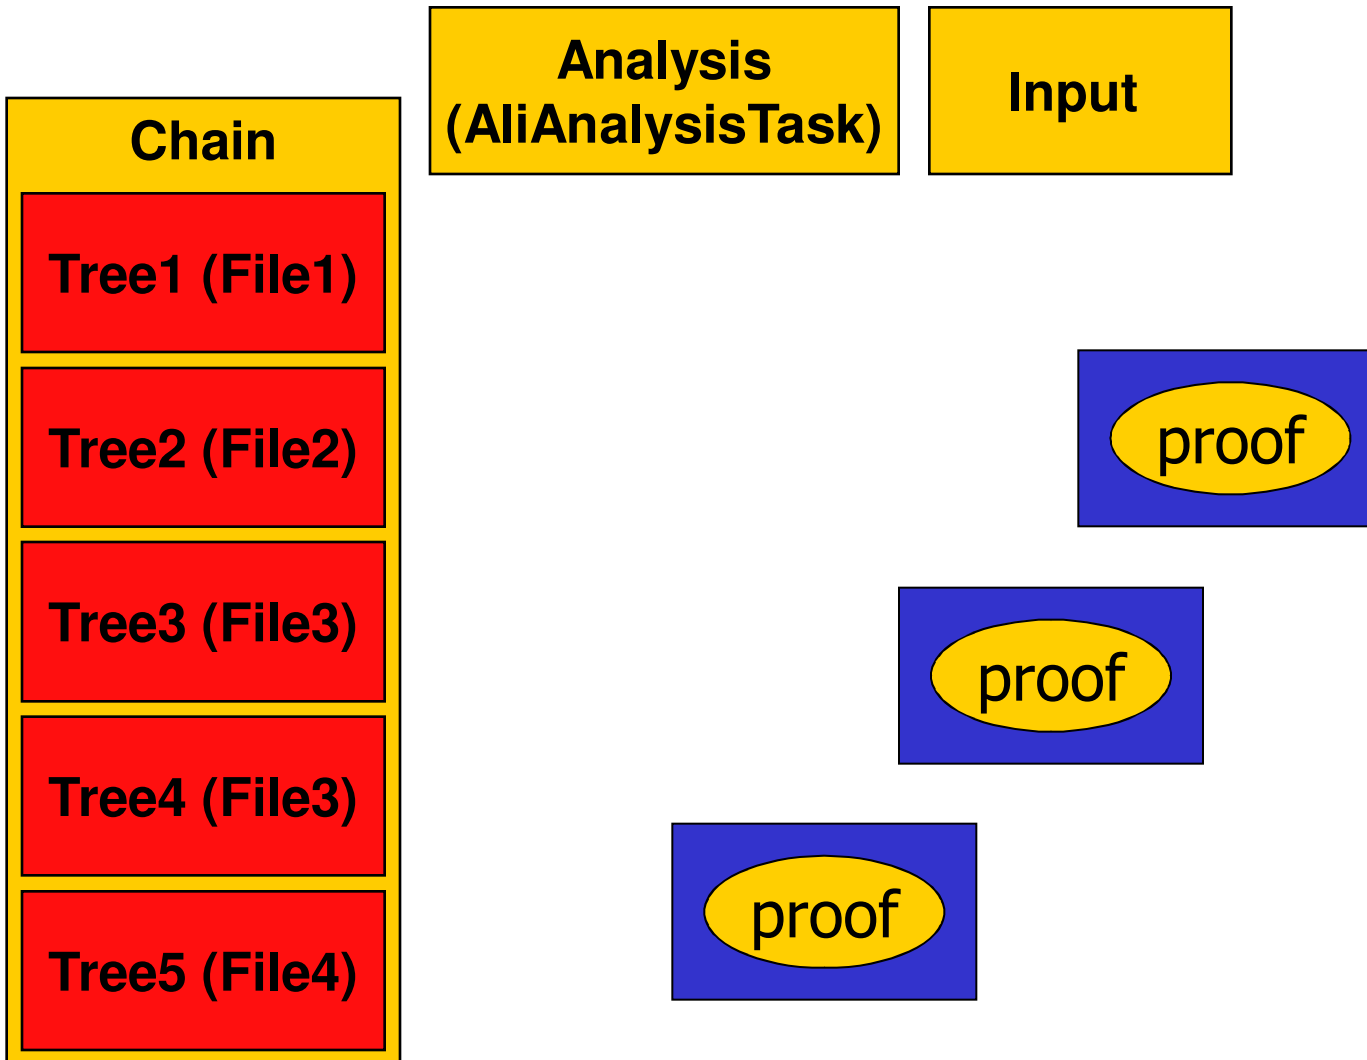 Analysis
(AliAnalysisTask)
Input
Chain
Tree1 (File1)
Tree2 (File2)
proof
Tree3 (File3)
proof
Tree4 (File3)
proof
Tree5 (File4)